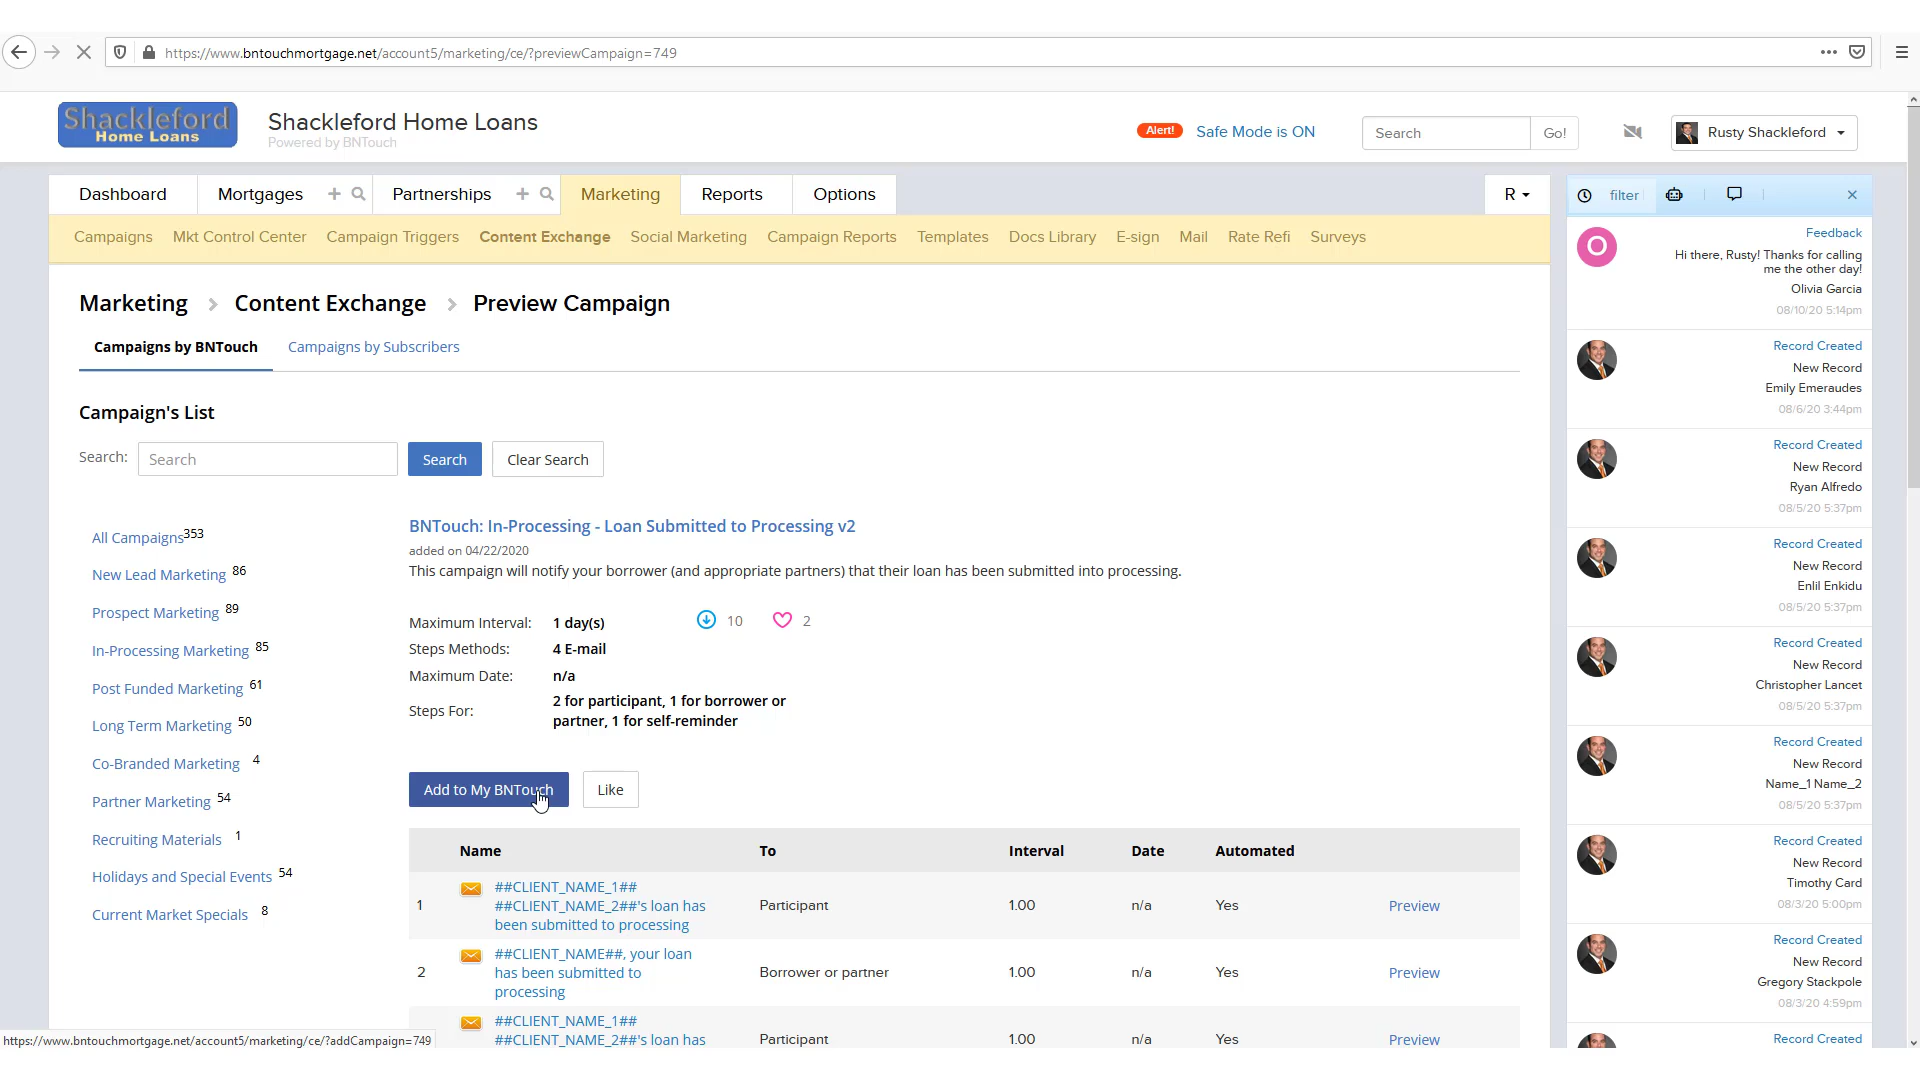 https://www.bntouchmortgage.net/account5/marketing/ce/?previewCampaign=749
Shackleford
Home Loans
Shackleford Home Loans
Powered by BNTouch
Alert!
Safe Mode is ON
Search
Go!
Rusty Shackleford
Dashboard
Mortgages
Partnerships
Marketing
Reports
Options
R
Campaigns
Mkt Control Center
Campaign Triggers
Content Exchange
Social Marketing
Campaign Reports
Templates
Docs Library
E-sign
Mail
Rate Refi
Surveys
Marketing > Content Exchange > Preview Campaign
Campaigns by BNTouch
Campaigns by Subscribers
Campaign's List
Search:
Search
Search
Clear Search
All Campaigns 353
New Lead Marketing 86
Prospect Marketing 89
In-Processing Marketing 85
Post Funded Marketing 61
Long Term Marketing 50
Co-Branded Marketing 4
Partner Marketing 54
Recruiting Materials 1
Holidays and Special Events 54
Current Market Specials 8
BNTouch: In-Processing - Loan Submitted to Processing v2
added on 04/22/2020
This campaign will notify your borrower (and appropriate partners) that their loan has been submitted into processing.
Maximum Interval: 1 day(s)
10
2
Steps Methods: 4 E-mail
Maximum Date: n/a
Steps For: 2 for participant, 1 for borrower or
partner, 1 for self-reminder
Add to My BNTouch
Like
Name To Interval Date Automated
1 ##CLIENT_NAME_1##
##CLIENT_NAME_2##'s loan has
been submitted to processing
Participant 1.00 n/a Yes Preview
2 ##CLIENT_NAME##, your loan
has been submitted to
processing
Borrower or partner 1.00 n/a Yes Preview
##CLIENT_NAME_1##
##CLIENT_NAME_2##'s loan has
Participant 1.00 n/a Yes Preview
filter
O
Feedback
Hi there, Rusty! Thanks for calling
me the other day!
Olivia Garcia
08/10/20 5:14pm
Record Created
New Record
Emily Emeraudes
08/6/20 3:44pm
Record Created
New Record
Ryan Alfredo
08/5/20 5:37pm
Record Created
New Record
Enlil Enkidu
08/5/20 5:37pm
Record Created
New Record
Christopher Lancet
08/5/20 5:37pm
Record Created
New Record
Name_1 Name_2
08/5/20 5:37pm
Record Created
New Record
Timothy Card
08/3/20 5:00pm
Record Created
New Record
Gregory Stackpole
08/3/20 4:59pm
Record Created
https://www.bntouchmortgage.net/account5/marketing/ce/?addCampaign=749